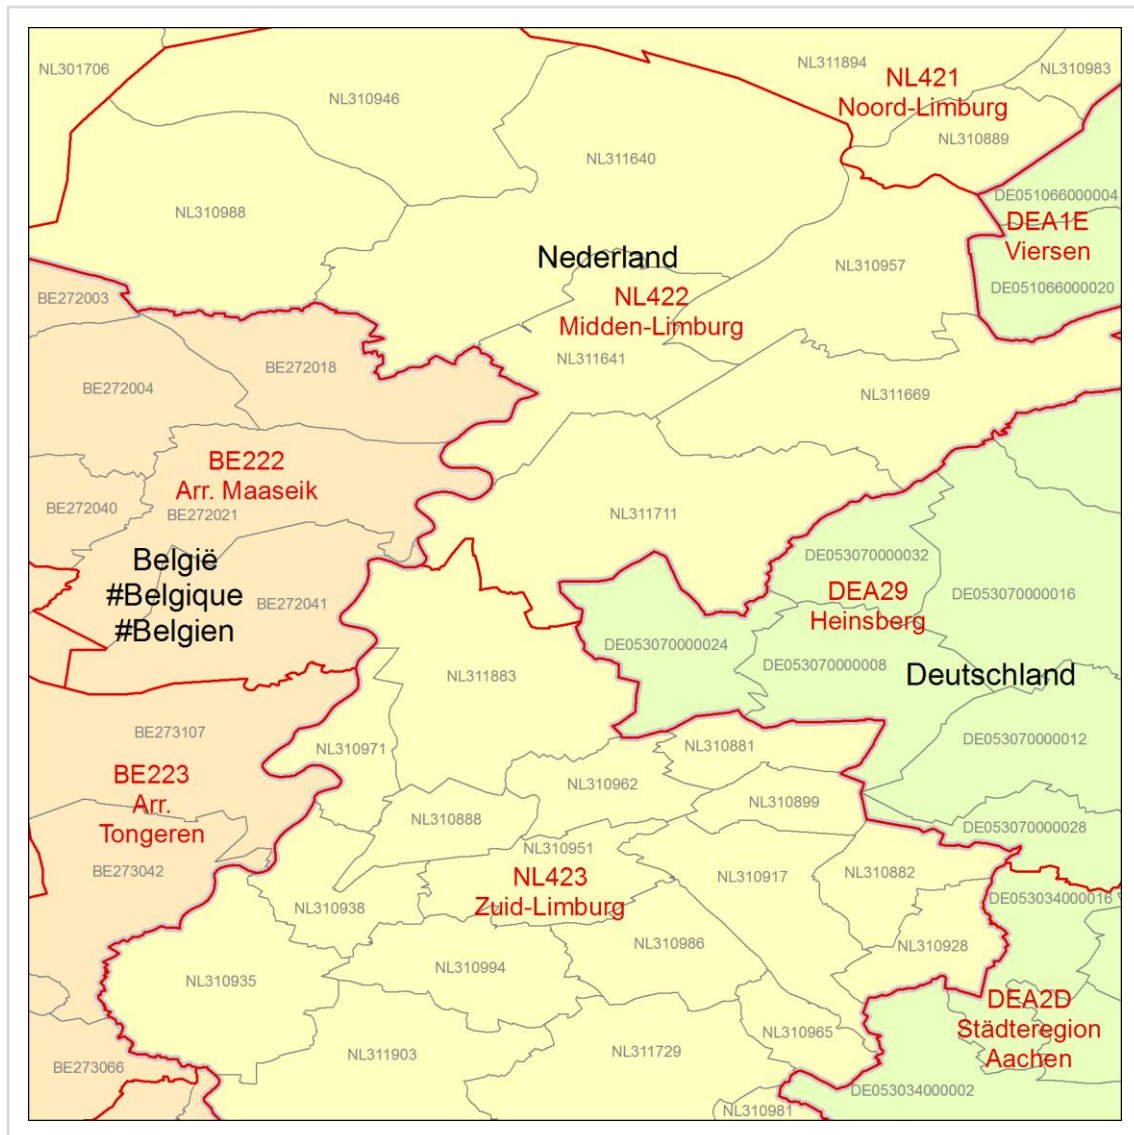 NL301706
NL310946
NL311894
NL310983
NL421
Noord-Limburg
NL310889
NL311640
NL310988
DE051066000004
DEA1E
Viersen
DE051066000020
Nederland
NL310957
NL422
Midden-Limburg
BE272003
BE272018
NL311641
BE272004
NL311669
BE222
Arr. Maaseik
BE272040
BE272021
NL311711
België
#Belgique
#Belgien
BE272041
DE053070000032
DEA29
Heinsberg
DE053070000016
DE053070000024
DE053070000008
Deutschland
NL311883
BE273107
NL310971
NL310881
DE053070000012
BE223
Arr.
Tongeren
NL310962
NL310899
NL310888
DE053070000028
NL310951
BE273042
NL423
Zuid-Limburg
NL310917
NL310882
NL310938
DE053034000016
NL310986
NL310928
NL310994
NL310935
DEA2D
Städteregion
Aachen
NL310965
NL311903
NL311729
BE273066
DE053034000002
NL310981